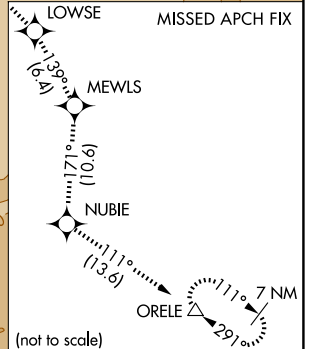 LOWSE
MISSED APCH FIX
139°
(6.4)
MEWLS
171°
(10.6)
NUBIE
111°
(13.6)
111°
7 NM
ORELE
291°
(not to scale)